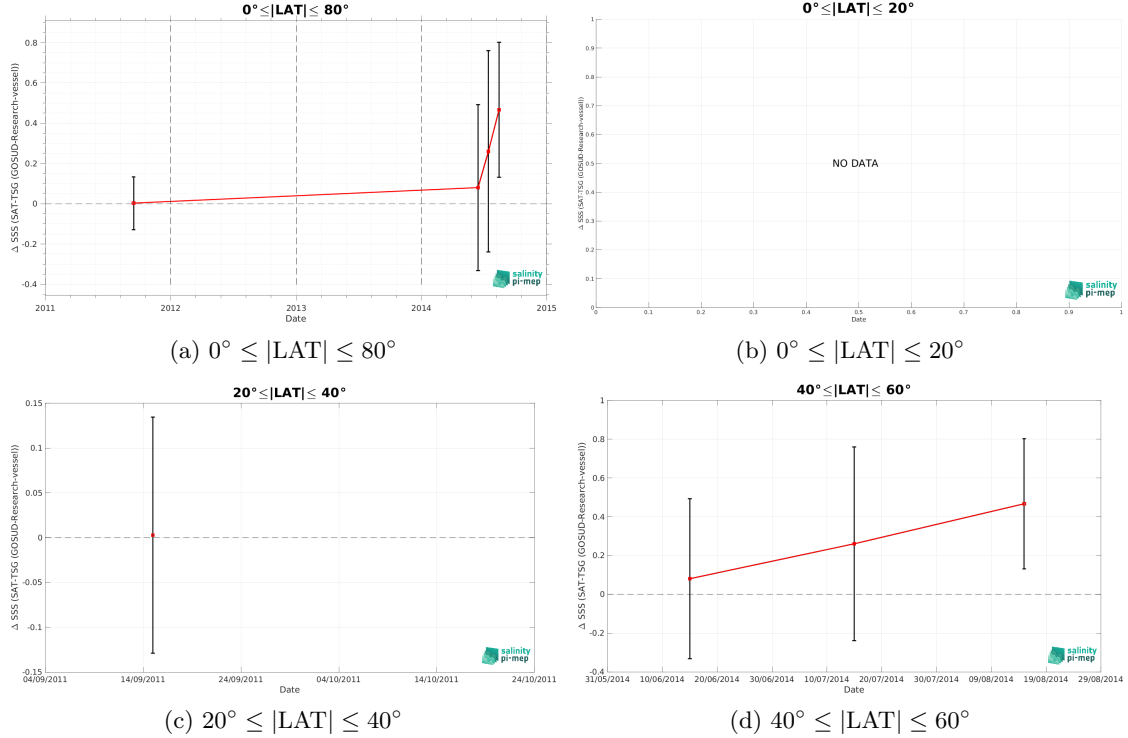 0°≤|LAT|≤ 80°
Δ SSS (SAT-TSG (GOSUD-Research-vessel))
0.8
0.6
0.4
0.2
0
-0.2
-0.4
2011 2012 2013 2014 2015
Date
salinity
pi-mep
(a) 0° ≤ |LAT| ≤ 80°
0°≤|LAT|≤ 20°
Δ SSS (SAT-TSG (GOSUD-Research-vessel))
1
0.9
0.8
0.7
0.6
0.5
0.4
0.3
0.2
0.1
0
NO DATA
0 0.1 0.2 0.3 0.4 0.5 0.6 0.7 0.8 0.9 1
Date
salinity
pi-mep
(b) 0° ≤ |LAT| ≤ 20°
20°≤|LAT|≤ 40°
Δ SSS (SAT-TSG (GOSUD-Research-vessel))
0.15
0.1
0.05
0
-0.05
-0.1
-0.15
04/09/2011 14/09/2011 24/09/2011 04/10/2011 14/10/2011 24/10/2011
Date
salinity
pi-mep
(c) 20° ≤ |LAT| ≤ 40°
40°≤|LAT|≤ 60°
Δ SSS (SAT-TSG (GOSUD-Research-vessel))
1
0.8
0.6
0.4
0.2
0
-0.2
-0.4
31/05/2014 10/06/2014 20/06/2014 30/06/2014 10/07/2014 20/07/2014 30/07/2014 09/08/2014 19/08/2014 29/08/2014
Date
salinity
pi-mep
(d) 40° ≤ |LAT| ≤ 60°